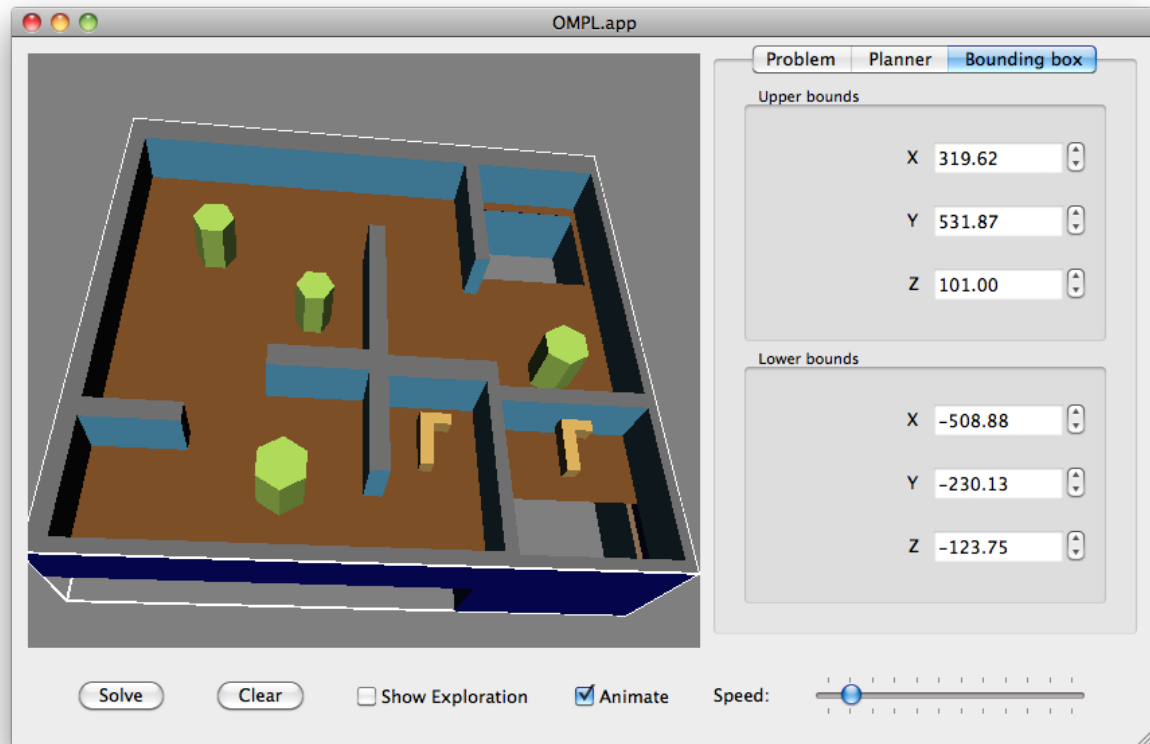 OMPL.app
Problem Planner Bounding box
Upper bounds
X 319.62
Y 531.87
Z 101.00
Lower bounds
X -508.88
Y -230.13
Z -123.75
Solve Clear Show Exploration Animate Speed: